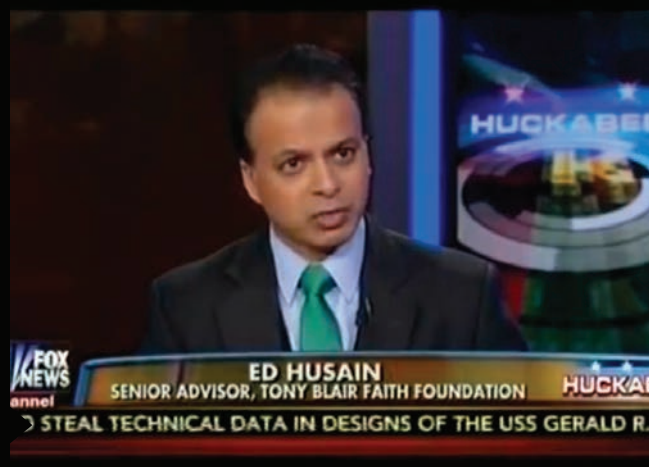 HUCKABEE
ED HUSAIN
FOX
NEWS
annel
SENIOR ADVISOR, TONY BLAIR FAITH FOUNDATION
HUCKA
STEAL TECHNICAL DATA IN DESIGNS OF THE USS GERALD R.